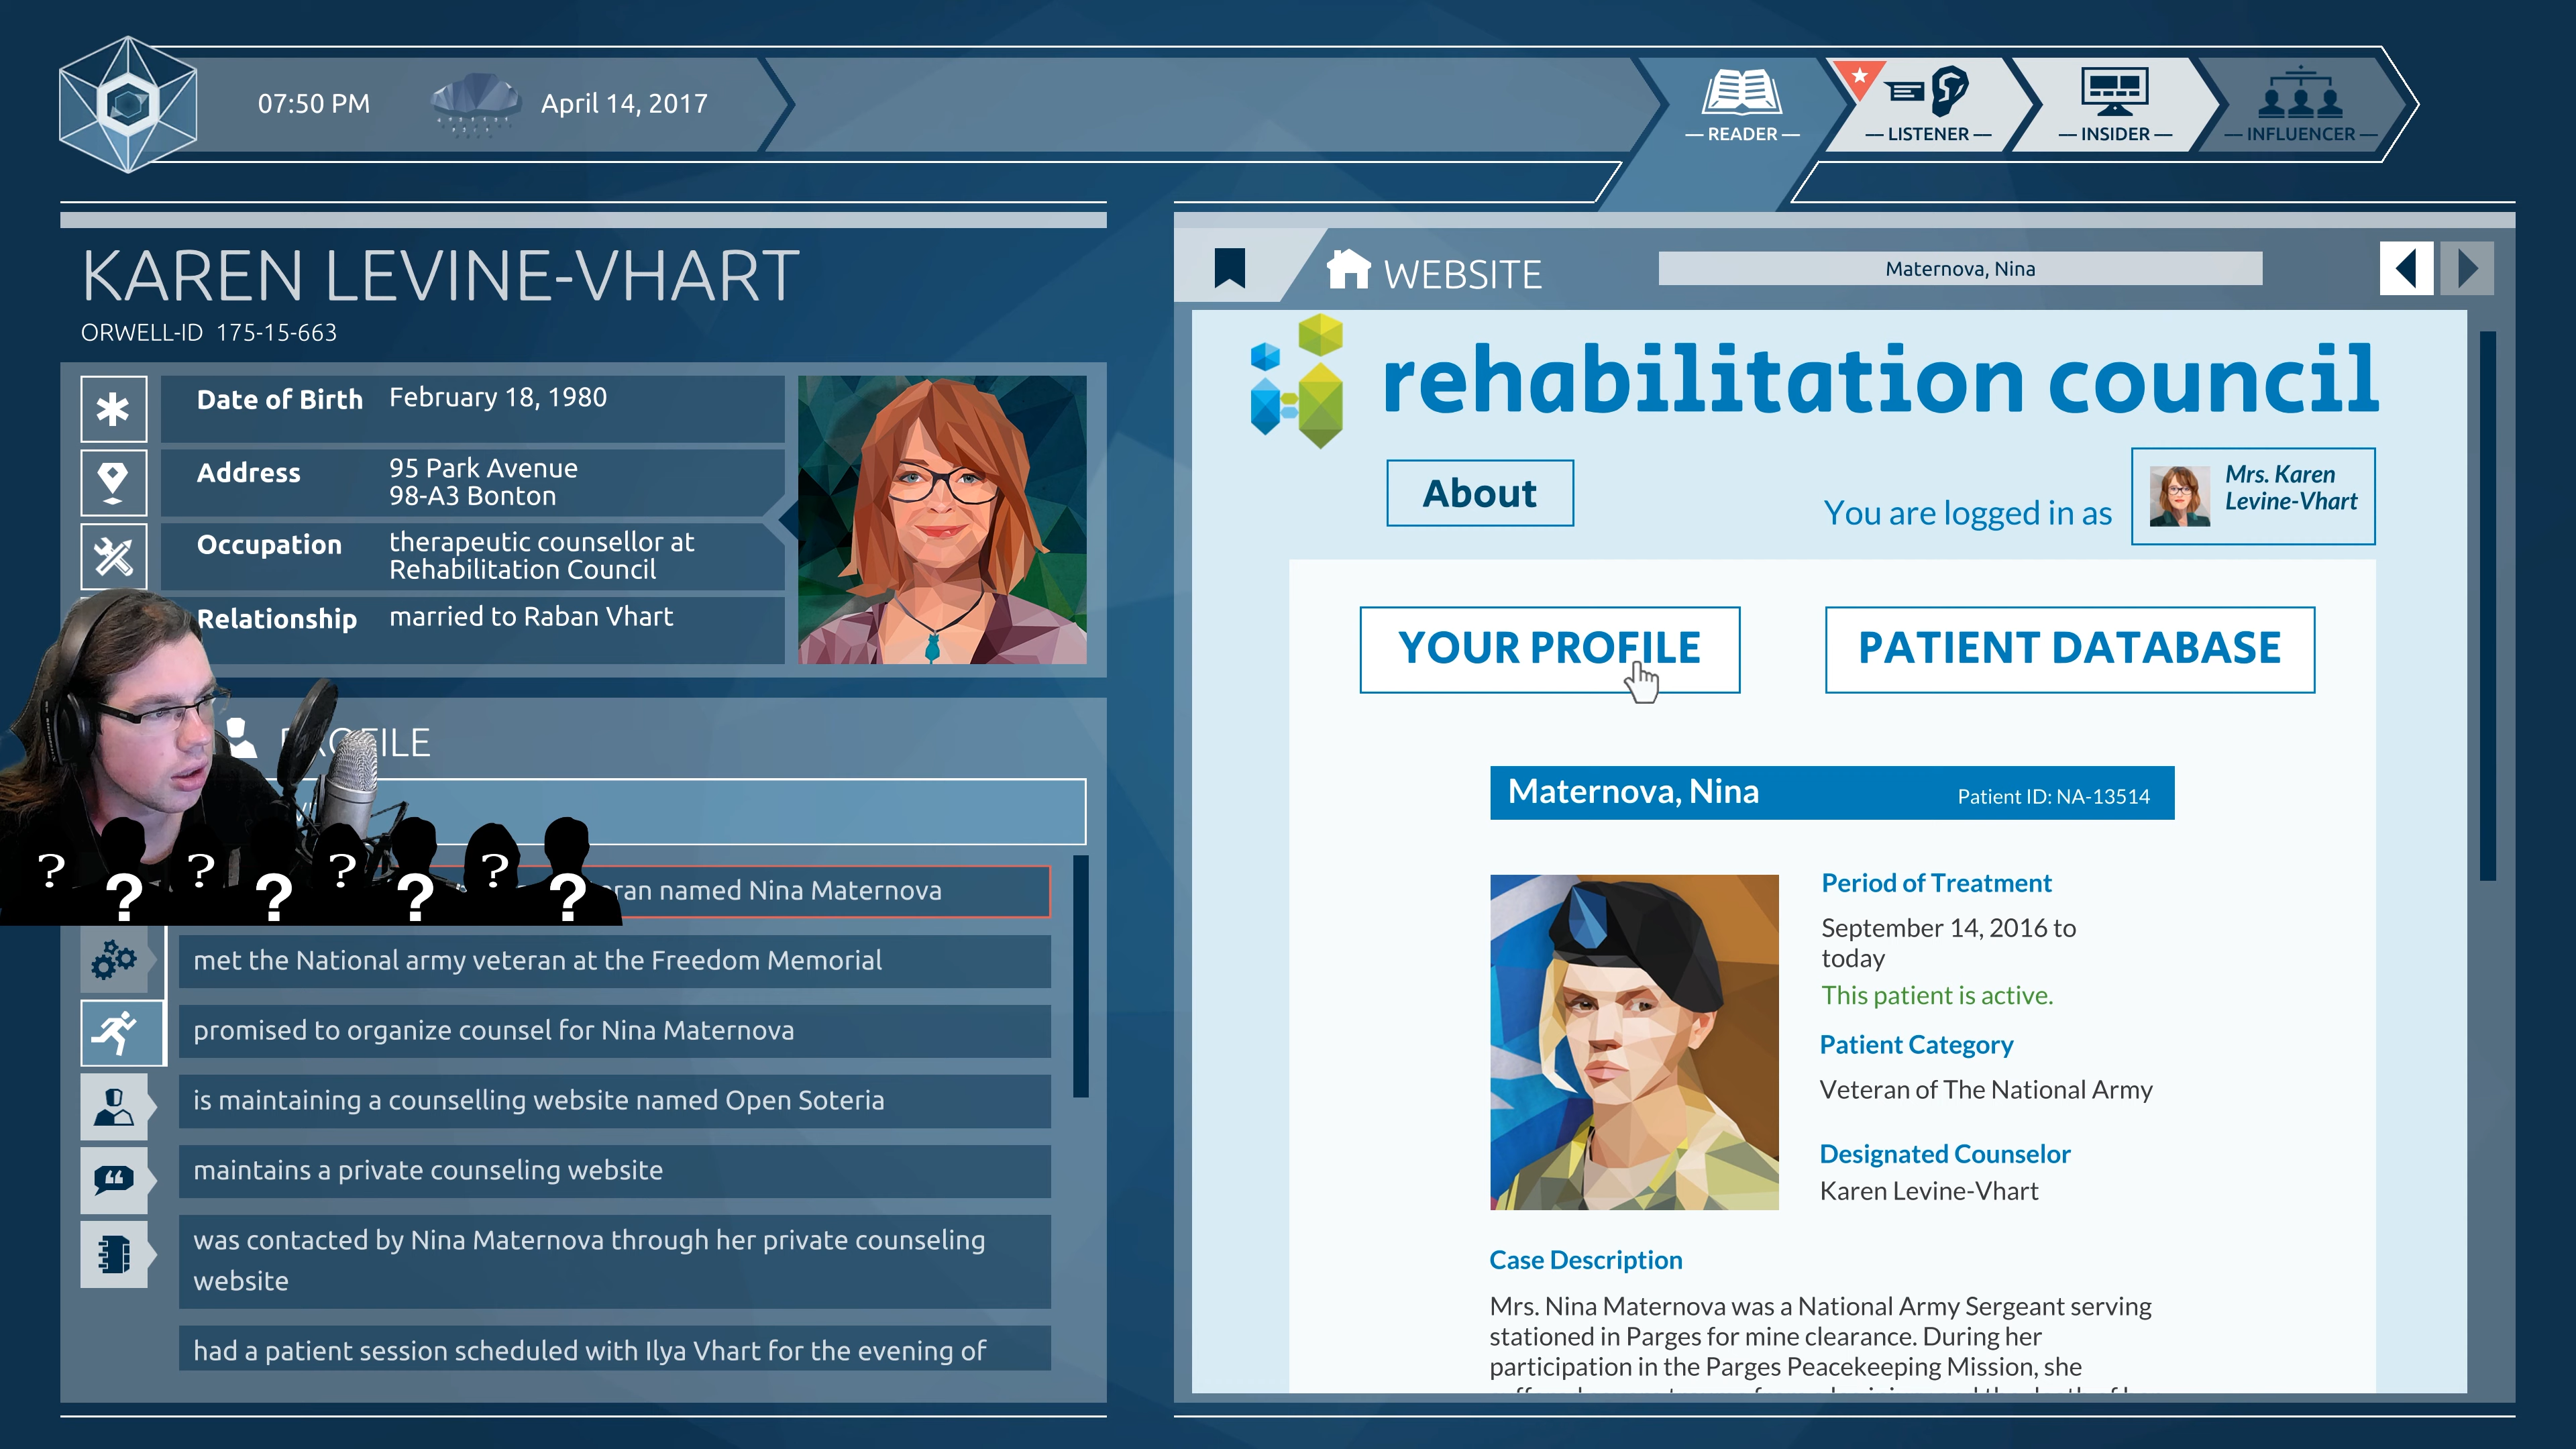 07:50 PM
April 14, 2017
READER
LISTENER
INSIDER
INFLUENCER
KAREN LEVINE-VHART
ORWELL-ID 175-15-663
Date of Birth February 18, 1980
Address 95 Park Avenue
98-A3 Bonton
Occupation therapeutic counsellor at
Rehabilitation Council
Relationship married to Raban Vhart
PROFILE
named Nina Maternova
met the National army veteran at the Freedom Memorial
promised to organize counsel for Nina Maternova
is maintaining a counselling website named Open Soteria
maintains a private counseling website
was contacted by Nina Maternova through her private counseling
website
had a patient session scheduled with Ilya Vhart for the evening of
? ? ? ? ? ? ? ?
WEBSITE
Maternova, Nina
rehabilitation council
About
You are logged in as
Mrs. Karen
Levine-Vhart
YOUR PROFILE
PATIENT DATABASE
Maternova, Nina
Patient ID: NA-13514
Period of Treatment
September 14, 2016 to
today
This patient is active.
Patient Category
Veteran of The National Army
Designated Counselor
Karen Levine-Vhart
Case Description
Mrs. Nina Maternova was a National Army Sergeant serving
stationed in Parges for mine clearance. During her
participation in the Parges Peacekeeping Mission, she